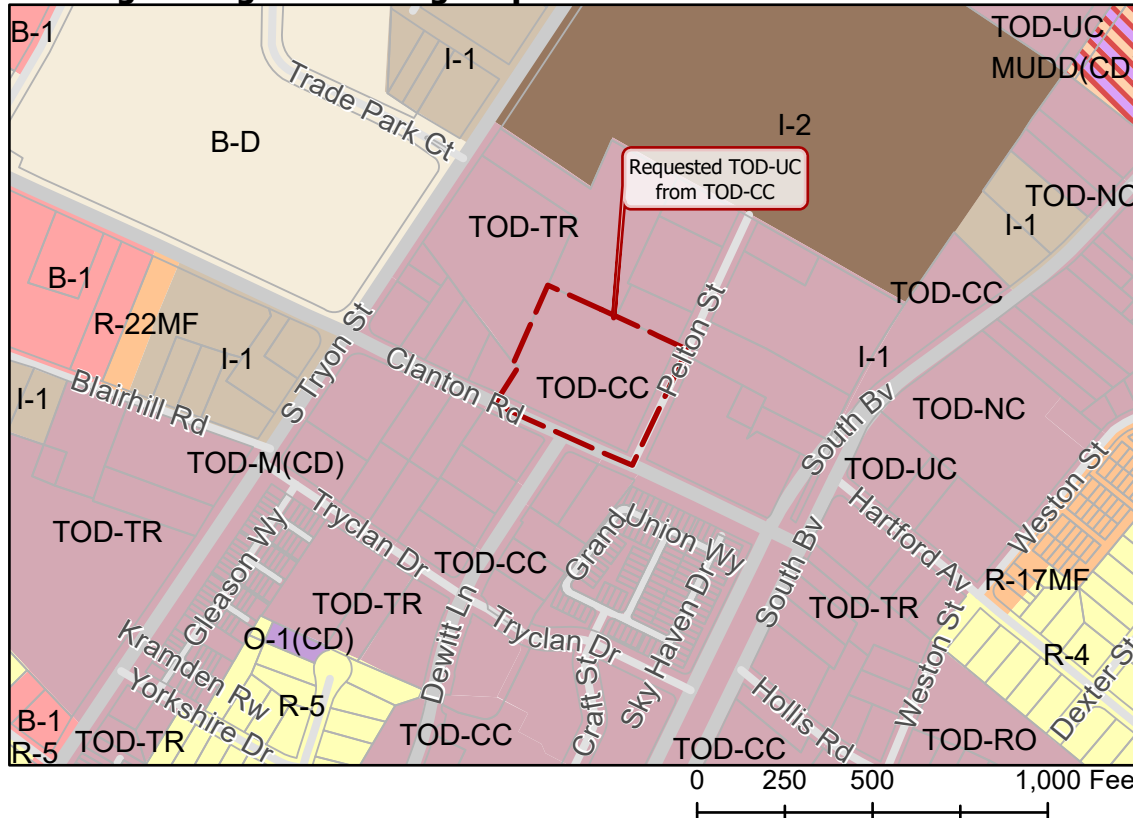 B-1
I-1
TOD-UC
MUDD(CD
Trade Park Ct
B-D
I-2
Requested TOD-UC
from TOD-CC
TOD-NC
I-1
TOD-TR
B-1
R-22MF
I-1
S Tryon St
Clanton Rd
TOD-CC
Pelton St
TOD-CC
I-1
South Bv
TOD-NC
I-1
Blairhill Rd
TOD-M(CD)
TOD-UC
Hartford Av
Weston St
TOD-TR
Tryclan Dr
Gleason Wy
TOD-CC
Grand
Union Wy
South Bv
R-17MF
TOD-TR
O-1(CD)
Dewitt Ln
Tryclan Dr
Sky Haven Dr
TOD-TR
Weston St
R-4
Dexter St
Kramden Rw
Yorkshire Dr
R-5
Craft St
Hollis Rd
B-1
R-5
TOD-TR
TOD-CC
TOD-CC
TOD-RO
0 250 500 1,000 Fee